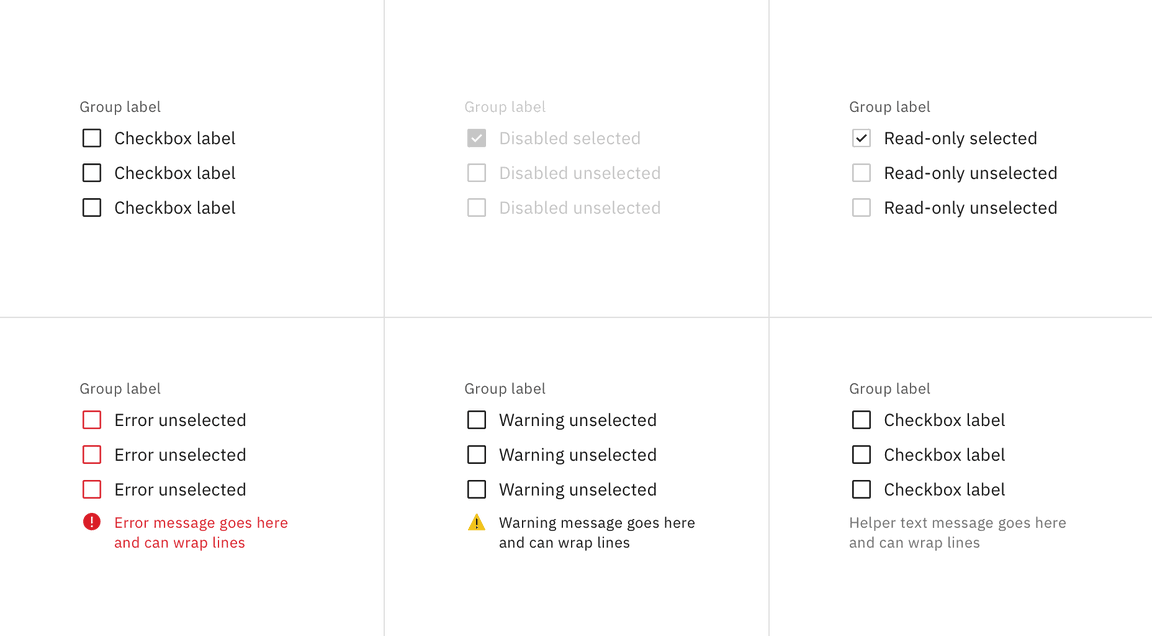 Group label
Checkbox label
Checkbox label
Checkbox label
Group label
Disabled selected
Disabled unselected
Disabled unselected
Group label
Read-only selected
Read-only unselected
Read-only unselected
Group label
Error unselected
Error unselected
Error unselected
Error message goes here
and can wrap lines
Group label
Warning unselected
Warning unselected
Warning unselected
Warning message goes here
and can wrap lines
Group label
Checkbox label
Checkbox label
Checkbox label
Helper text message goes here
and can wrap lines